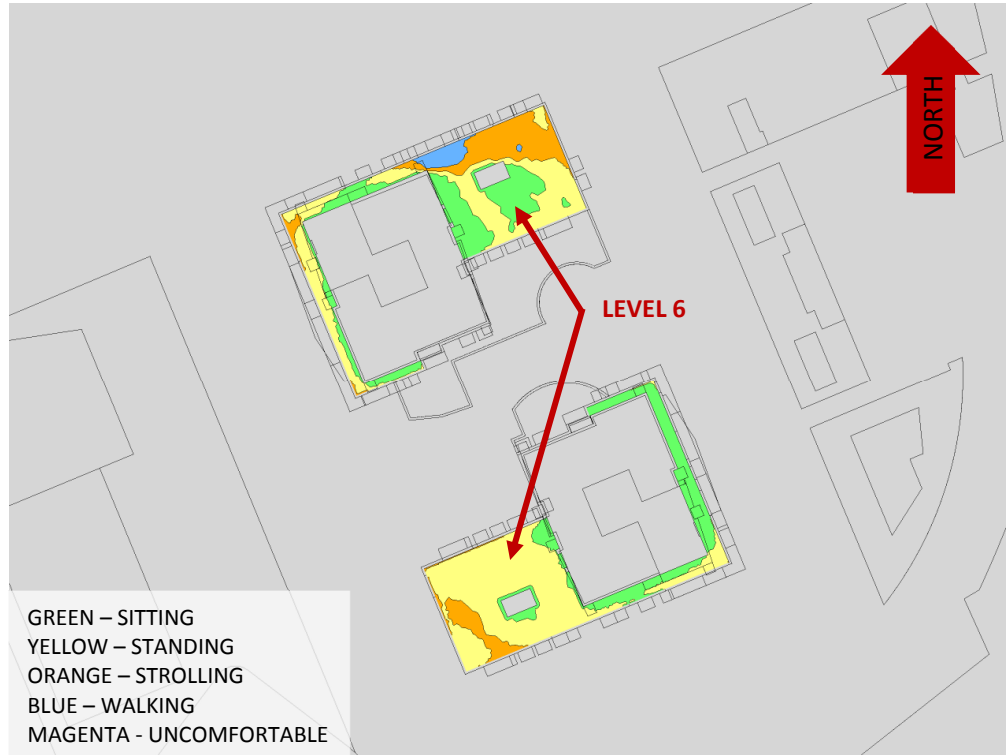 NORTH
LEVEL 6
GREEN – SITTING
YELLOW – STANDING
ORANGE – STROLLING
BLUE – WALKING
MAGENTA - UNCOMFORTABLE